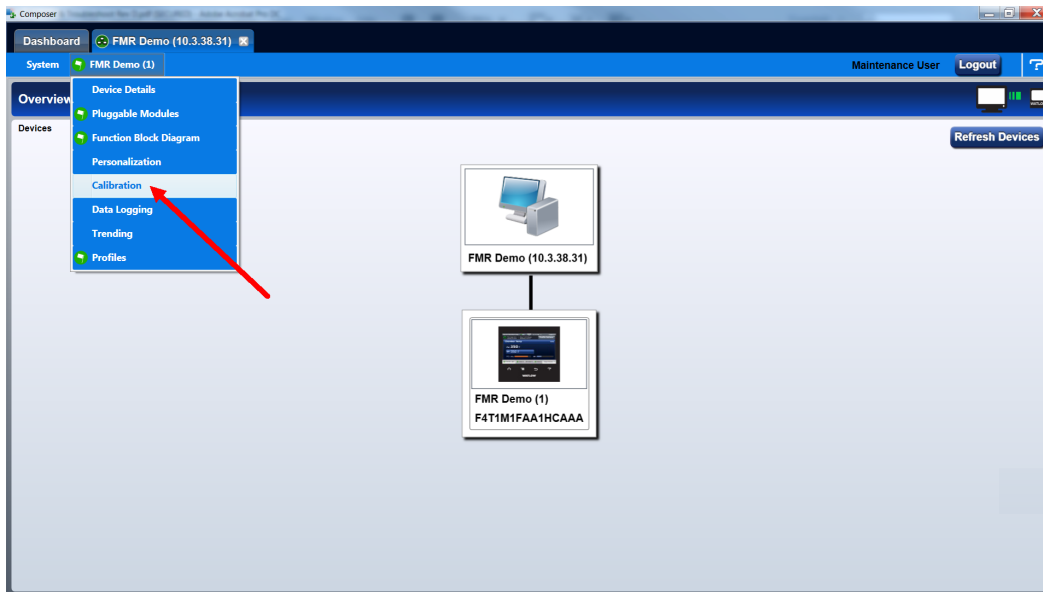 Composer
Dashboard FMR Demo (10.3.38.31)
System FMR Demo (1) Maintenance User Logout ?
Overview
Device Details
Pluggable Modules
Devices
Function Block Diagram
Refresh Devices
Personalization
Calibration
Data Logging
Trending
Profiles
FMR Demo (10.3.38.31)
FMR Demo (1)
F4T1M1FAA1HCAAA